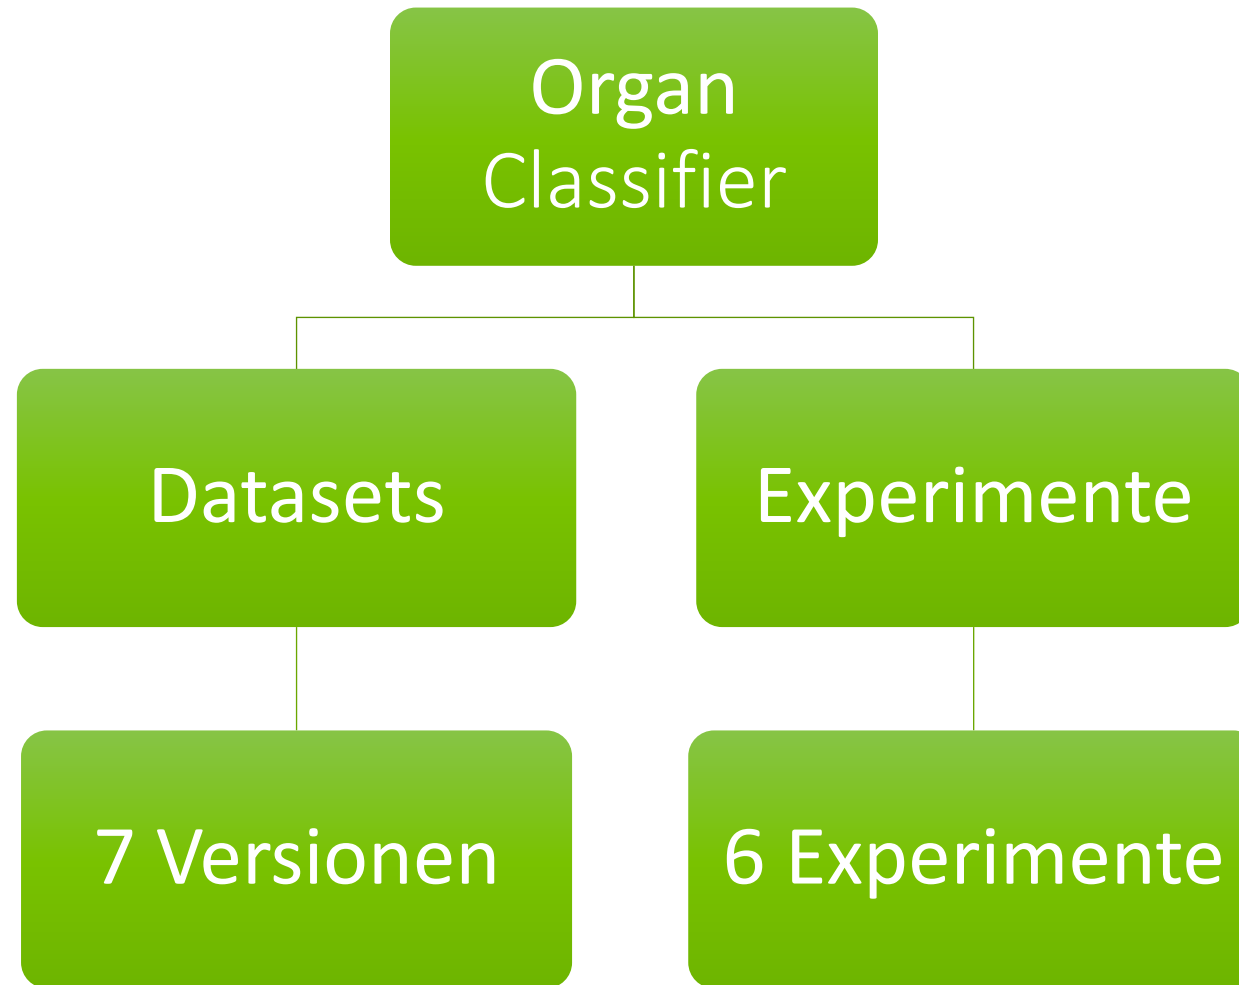 Organ
Classifier
Datasets
Experimente
7 Versionen
6 Experimente